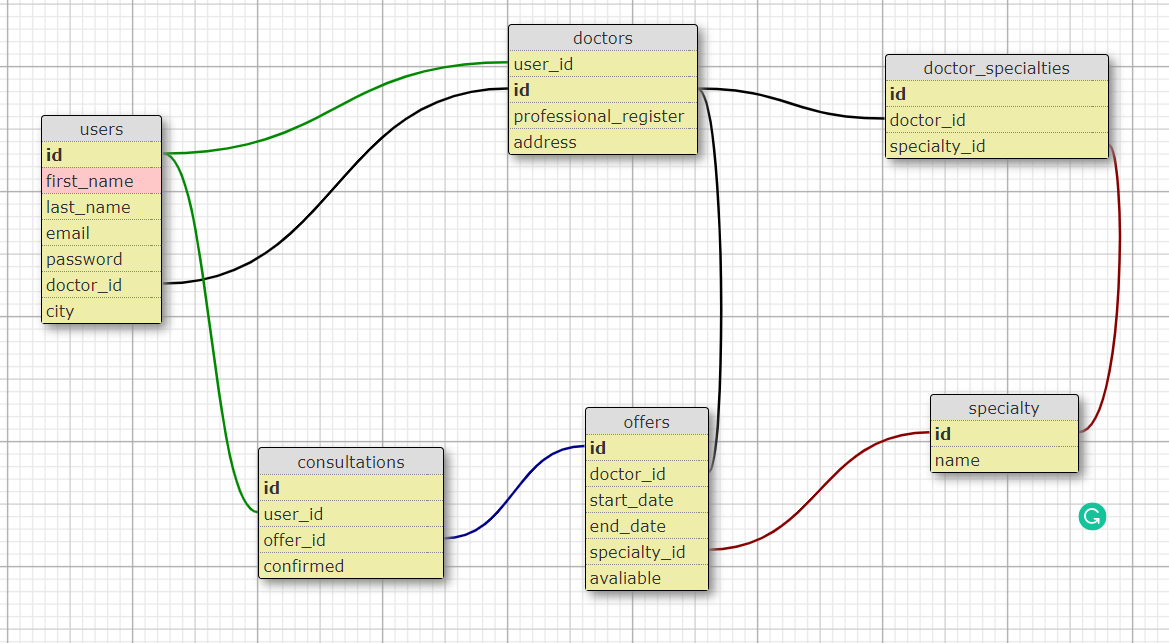 doctors
user_id
id
professional_register
address
doctor_specialties
id
doctor_id
specialty_id
users
id
first_name
last_name
email
password
doctor_id
city
consultations
id
user_id
offer_id
confirmed
offers
id
doctor_id
start_date
end_date
specialty_id
avaliable
specialty
id
name
G